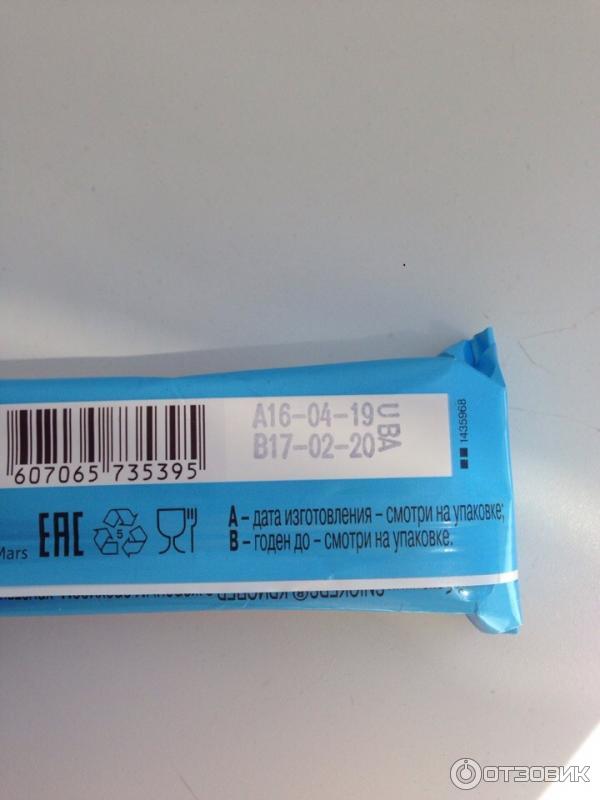 A16-04-19
B17-02-20
UBA
607065 735395
1435968
Mars
EAC
5
A – дата изготовления – смотри на упаковке;
B – годен до – смотри на упаковке.
SNICKERS®
ОТЗОВИК